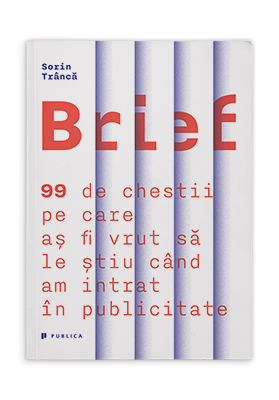 Sorin
Trâncă
Brief
99 de chestii
pe care
aș fi vrut să
le știu când
am intrat
în publicitate
PUBLICA